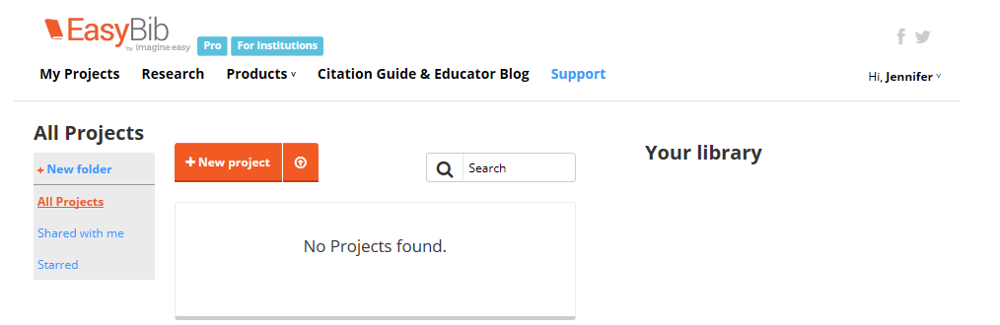 EasyBib
by imagine easy
Pro For Institutions
My Projects Research Products v Citation Guide & Educator Blog Support
Hi, Jennifer v
All Projects
+ New folder
All Projects
Shared with me
Starred
+ New project
Search
No Projects found.
Your library